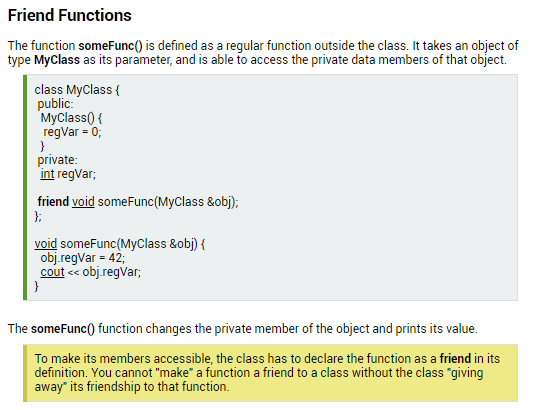 Friend Functions
The function someFunc() is defined as a regular function outside the class. It takes an object of
type MyClass as its parameter, and is able to access the private data members of that object.
class MyClass {
public:
MyClass() {
regVar = 0;
}
private:
int regVar;
friend void someFunc(MyClass &obj);
};
void someFunc(MyClass &obj) {
obj.regVar = 42;
cout << obj.regVar;
}
The someFunc() function changes the private member of the object and prints its value.
To make its members accessible, the class has to declare the function as a friend in its
definition. You cannot "make" a function a friend to a class without the class "giving
away" its friendship to that function.